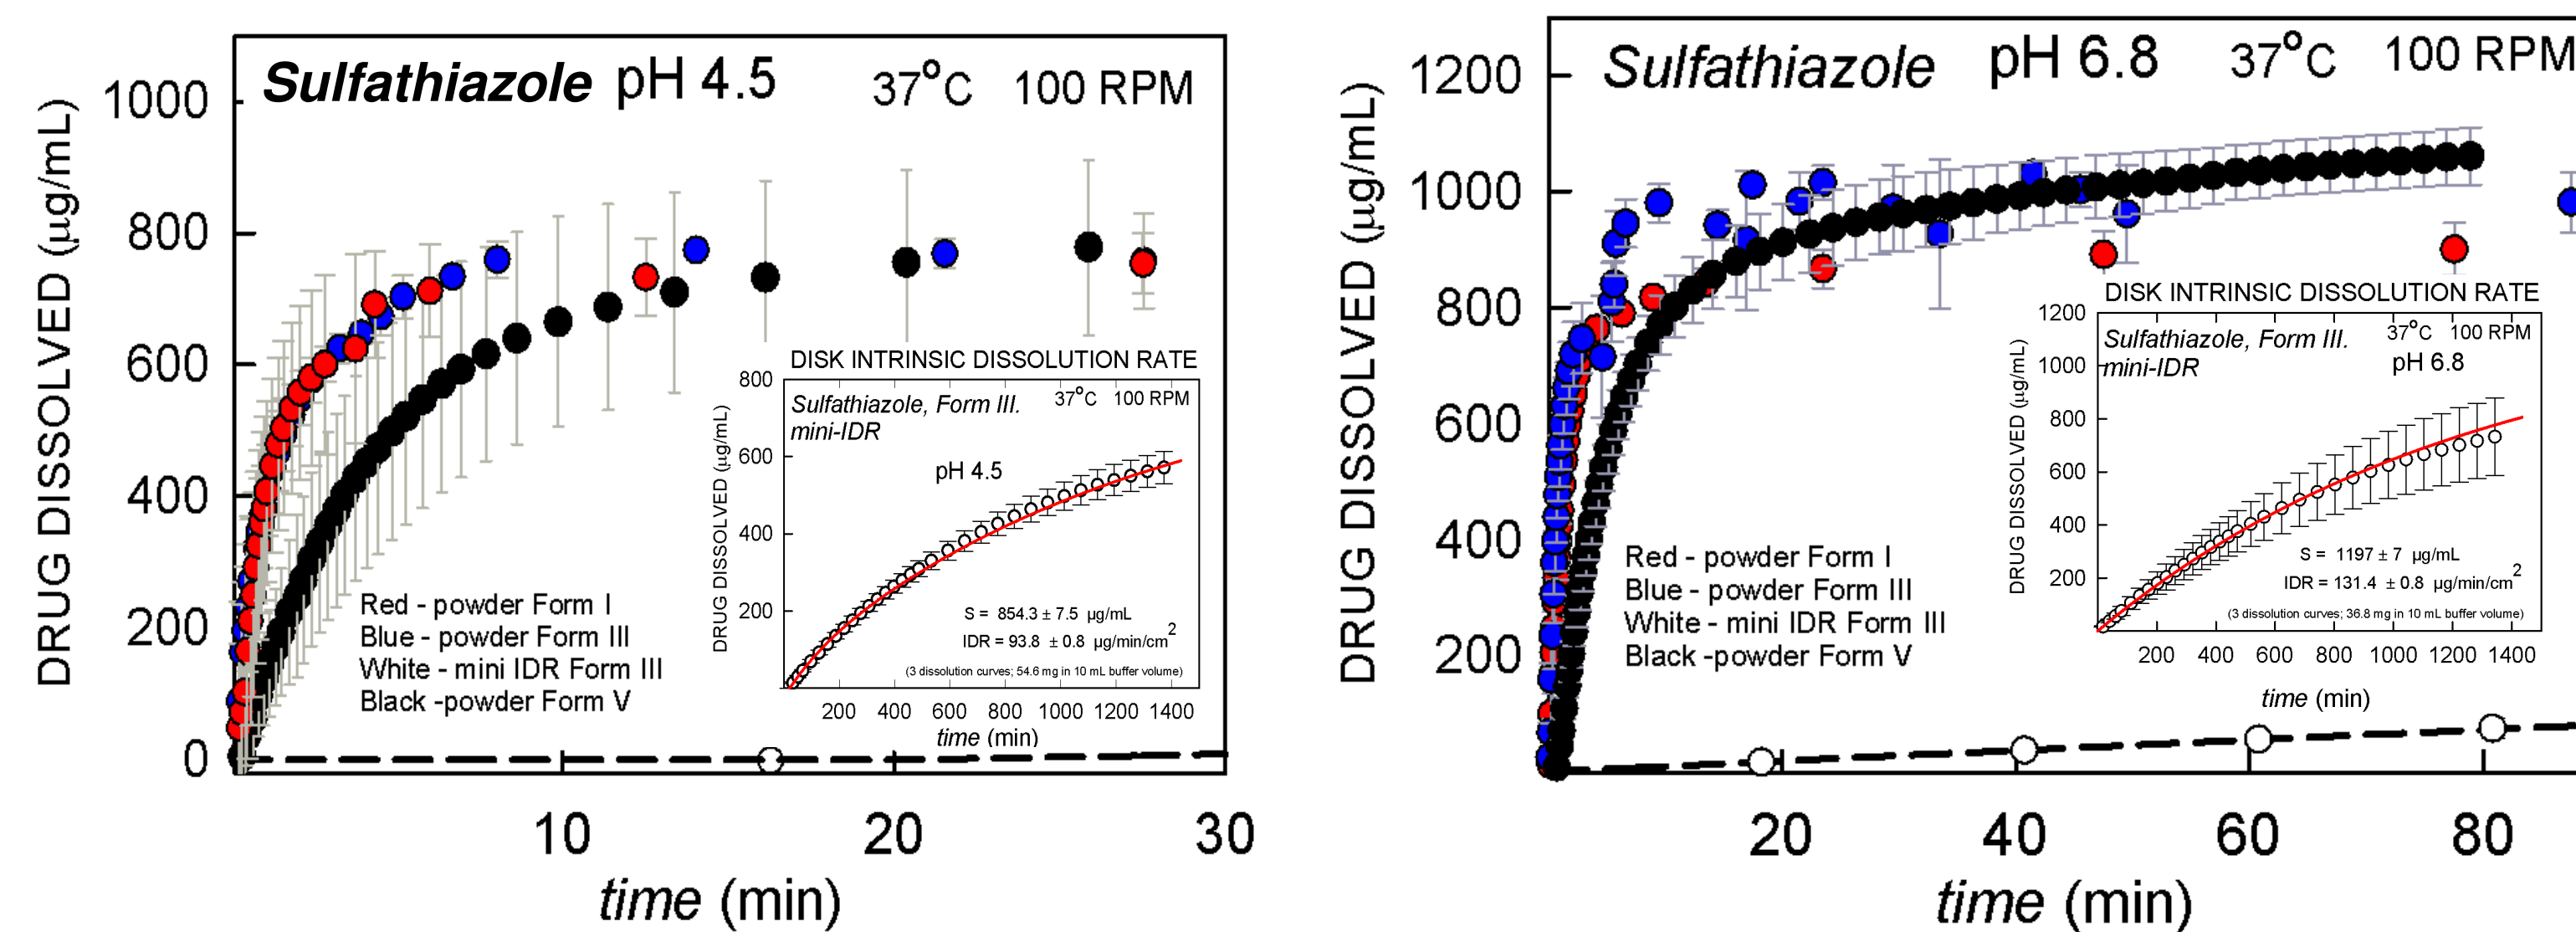 Sulfathiazole pH 4.5 37°C 100 RPM
DRUG DISSOLVED (µg/mL)
1000
800
600
400
200
0
Red - powder Form I
Blue - powder Form III
White - mini IDR Form III
Black -powder Form V
DISK INTRINSIC DISSOLUTION RATE
Sulfathiazole, Form III. 37°C 100 RPM
mini-IDR
pH 4.5
DRUG DISSOLVED (µg/mL)
800
600
400
200
S = 854.3 ± 7.5 µg/mL
IDR = 93.8 ± 0.8 µg/min/cm2
(3 dissolution curves; 54.6 mg in 10 mL buffer volume)
200 400 600 800 1000 1200 1400
time (min)
10 20 30
time (min)
Sulfathiazole pH 6.8 37°C 100 RPM
DRUG DISSOLVED (µg/mL)
1200
1000
800
600
400
200
Red - powder Form I
Blue - powder Form III
White - mini IDR Form III
Black -powder Form V
DISK INTRINSIC DISSOLUTION RATE
Sulfathiazole, Form III. 37°C 100 RPM
mini-IDR pH 6.8
DRUG DISSOLVED (µg/mL)
1200
1000
800
600
400
200
S = 1197 ± 7 µg/mL
IDR = 131.4 ± 0.8 µg/min/cm2
(3 dissolution curves; 36.8 mg in 10 mL buffer volume)
200 400 600 800 1000 1200 1400
time (min)
20 40 60 80
time (min)